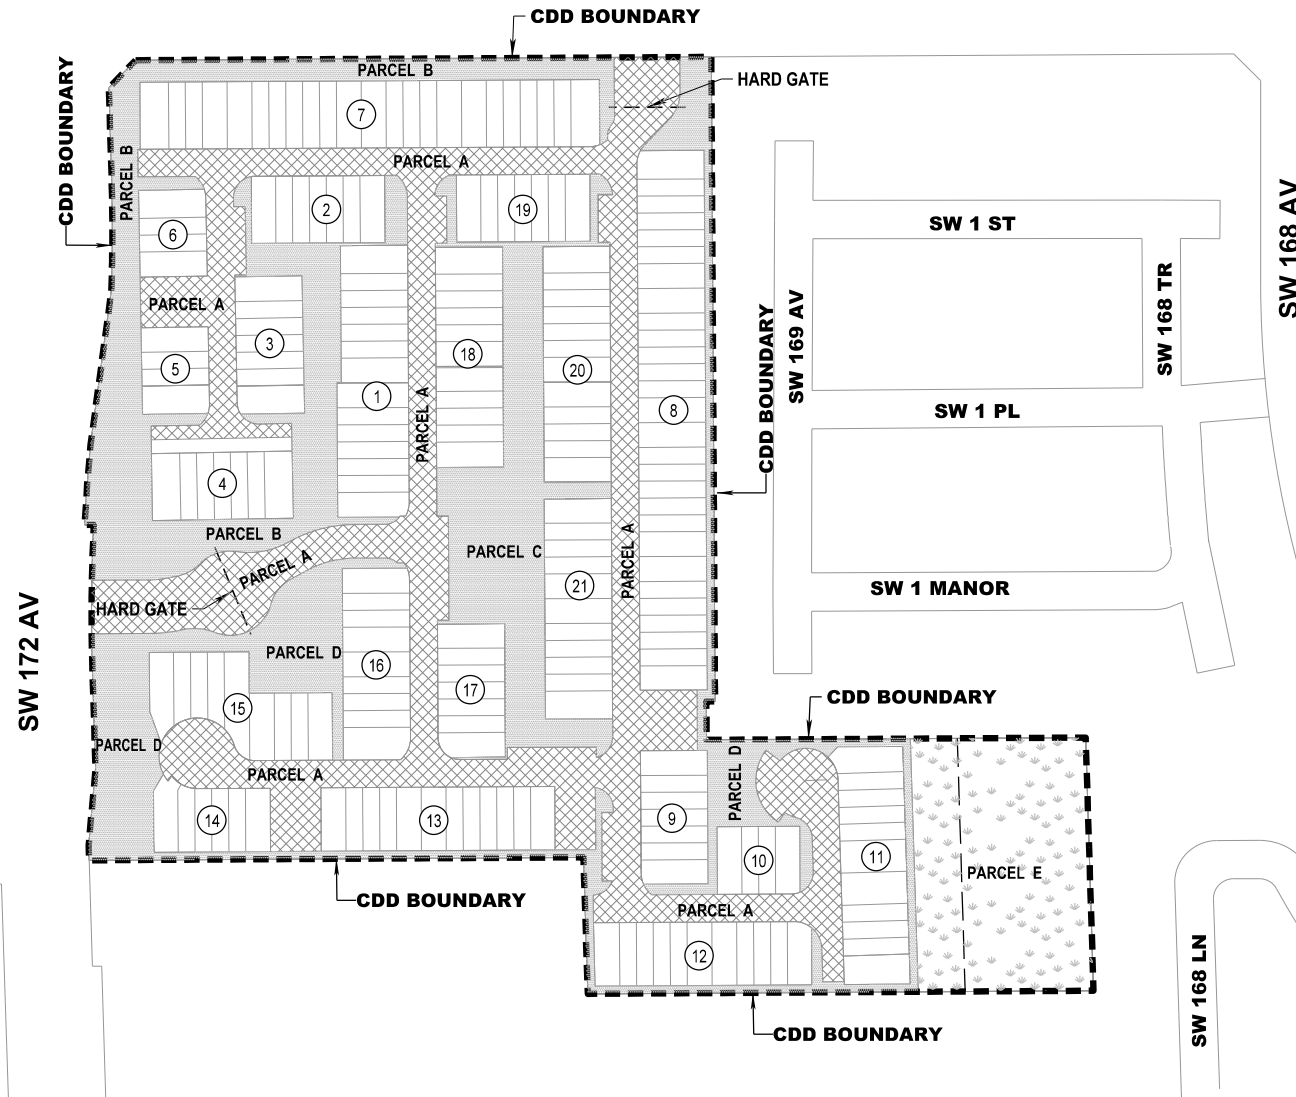 CDD BOUNDARY
PARCEL B
HARD GATE
CDD BOUNDARY
7
PARCEL B
PARCEL A
6
2
19
SW 1 ST
SW 168 AV
SW 168 TR
PARCEL A
3
5
18
20
1
8
PARCEL A
CDD BOUNDARY
SW 169 AV
SW 1 PL
4
PARCEL B
PARCEL A
PARCEL C
PARCEL A
21
SW 1 MANOR
HARD GATE
SW 172 AV
PARCEL D
16
17
15
CDD BOUNDARY
PARCEL D
PARCEL A
PARCEL D
14
13
9
10
11
PARCEL E
CDD BOUNDARY
PARCEL A
12
SW 168 LN
CDD BOUNDARY